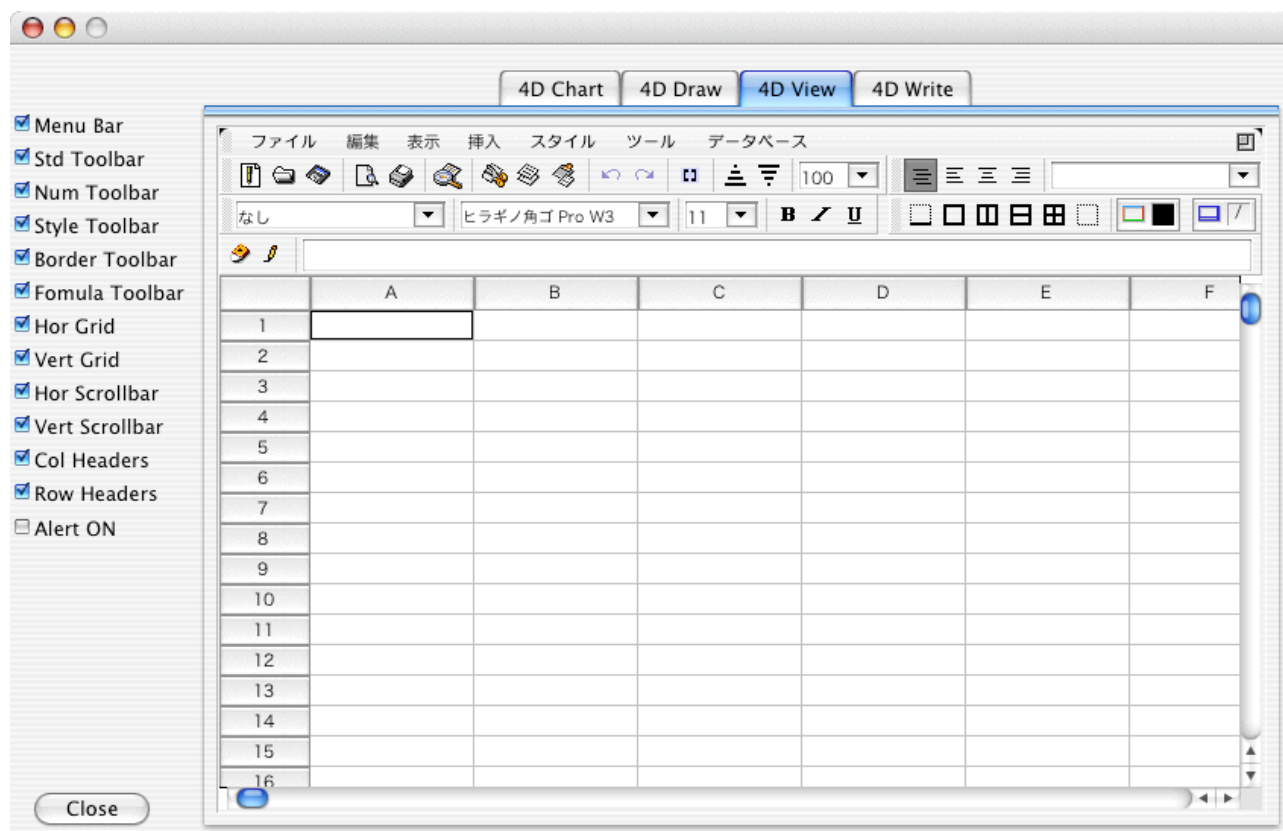 4D Chart 4D Draw 4D View 4D Write
Menu Bar
Std Toolbar
Num Toolbar
Style Toolbar
Border Toolbar
Fomula Toolbar
Hor Grid
Vert Grid
Hor Scrollbar
Vert Scrollbar
Col Headers
Row Headers
Alert ON
Close
ファイル 編集 表示 挿入 スタイル ツール データベース
100
なし ヒラギノ角ゴ Pro W3 11 B I U
A B C D E F
1
2
3
4
5
6
7
8
9
10
11
12
13
14
15
16